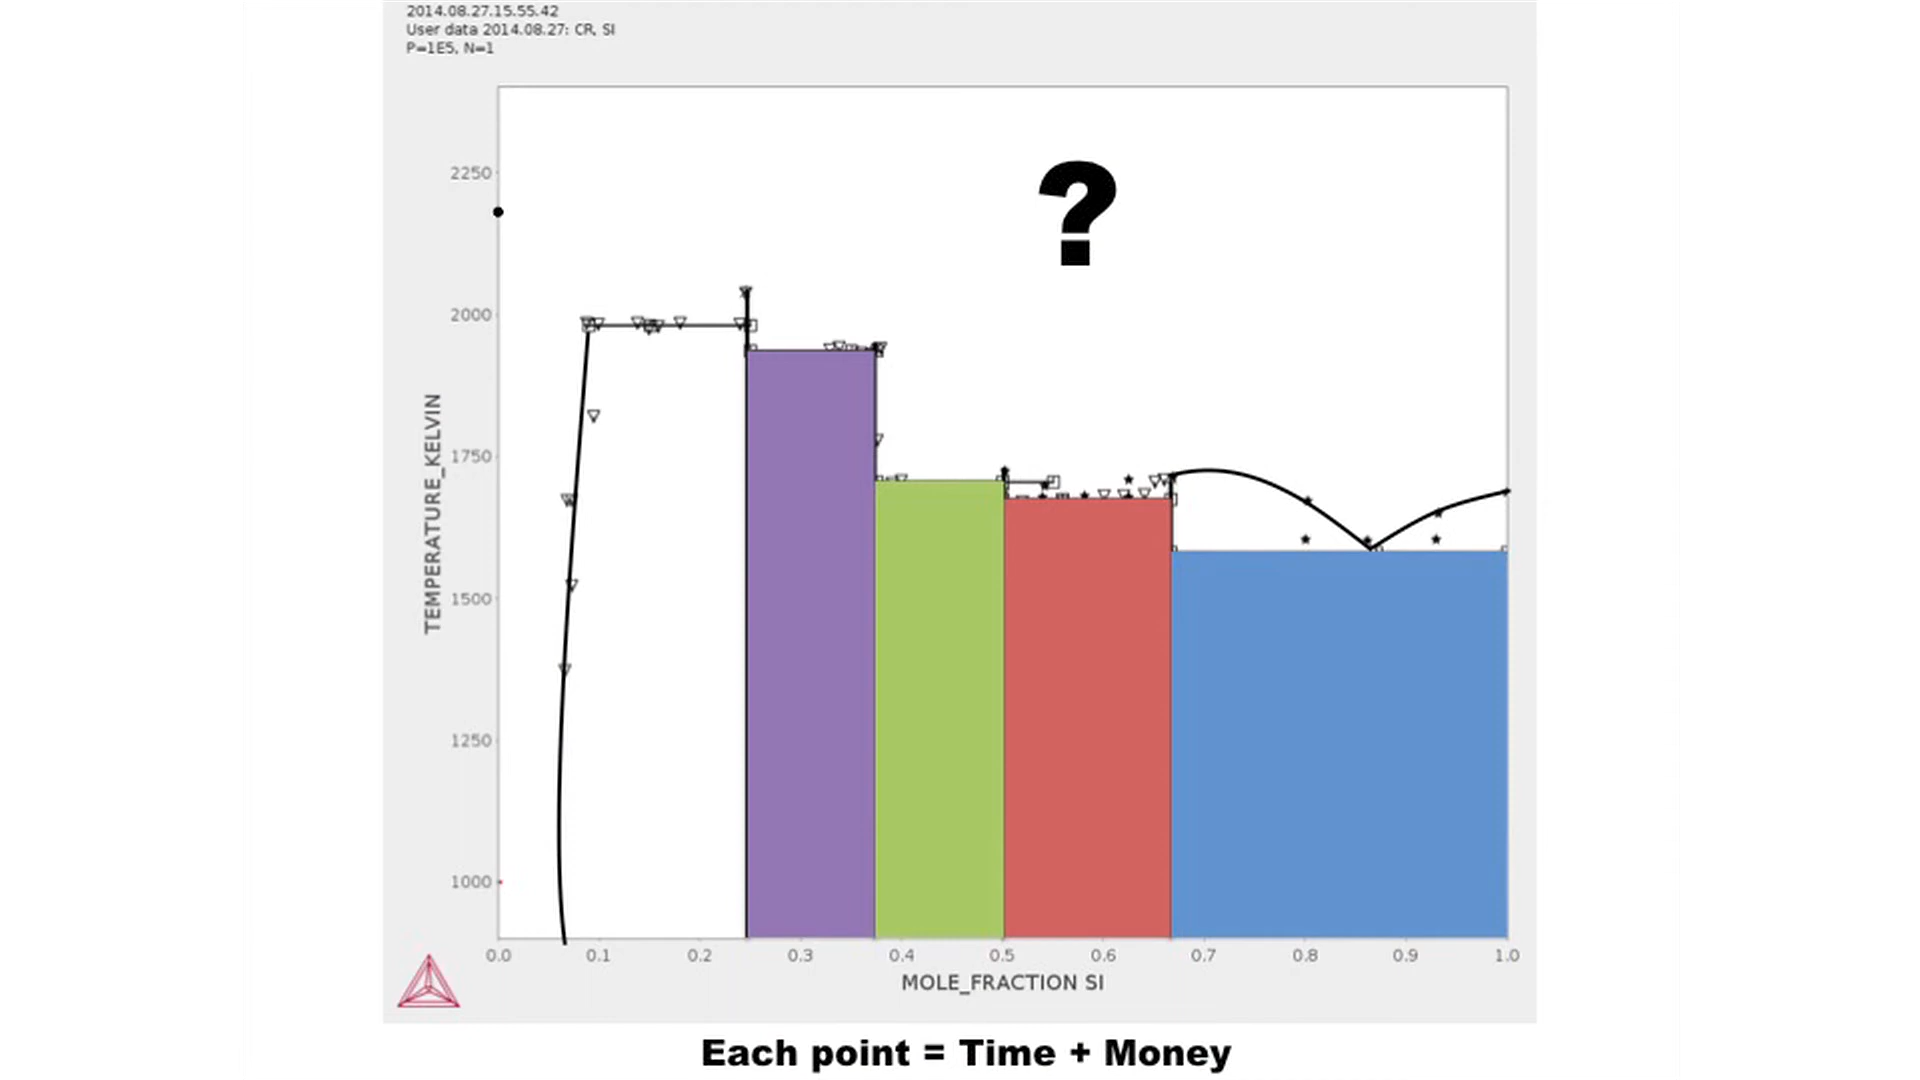 2014.08.27.15.55.42
User data 2014.08.27: CR, SI
P=1E5, N=1
?
2250
2000
1750
1500
1250
1000
TEMPERATURE_KELVIN
0.0 0.1 0.2 0.3 0.4 0.5 0.6 0.7 0.8 0.9 1.0
MOLE_FRACTION SI
Each point = Time + Money